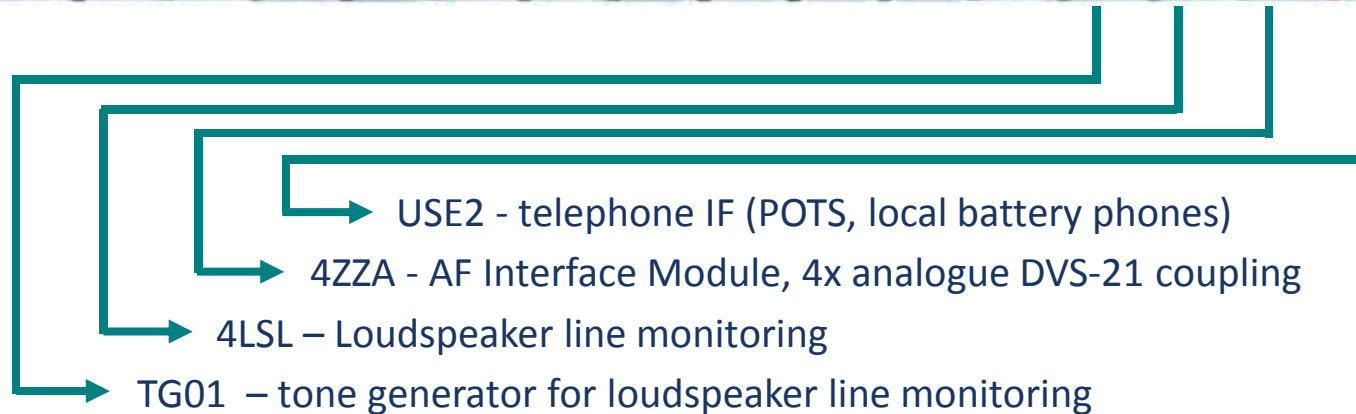 USE2 - telephone IF (POTS, local battery phones)
4ZZA - AF Interface Module, 4x analogue DVS-21 coupling
4LSL – Loudspeaker line monitoring
TG01 – tone generator for loudspeaker line monitoring